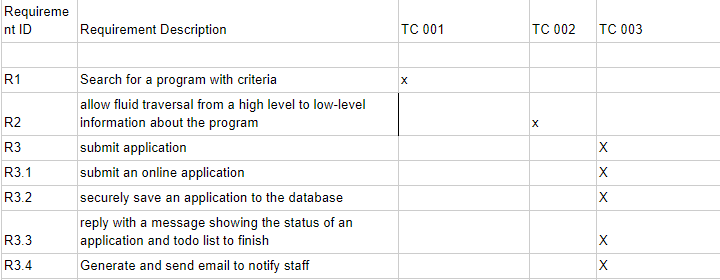 Requireme
nt ID Requirement Description TC 001 TC 002 TC 003
R1 Search for a program with criteria x
allow fluid traversal from a high level to low-level
R2 information about the program x
R3 submit application X
R3.1 submit an online application X
R3.2 securely save an application to the database X
reply with a message showing the status of an
R3.3 application and todo list to finish X
R3.4 Generate and send email to notify staff X